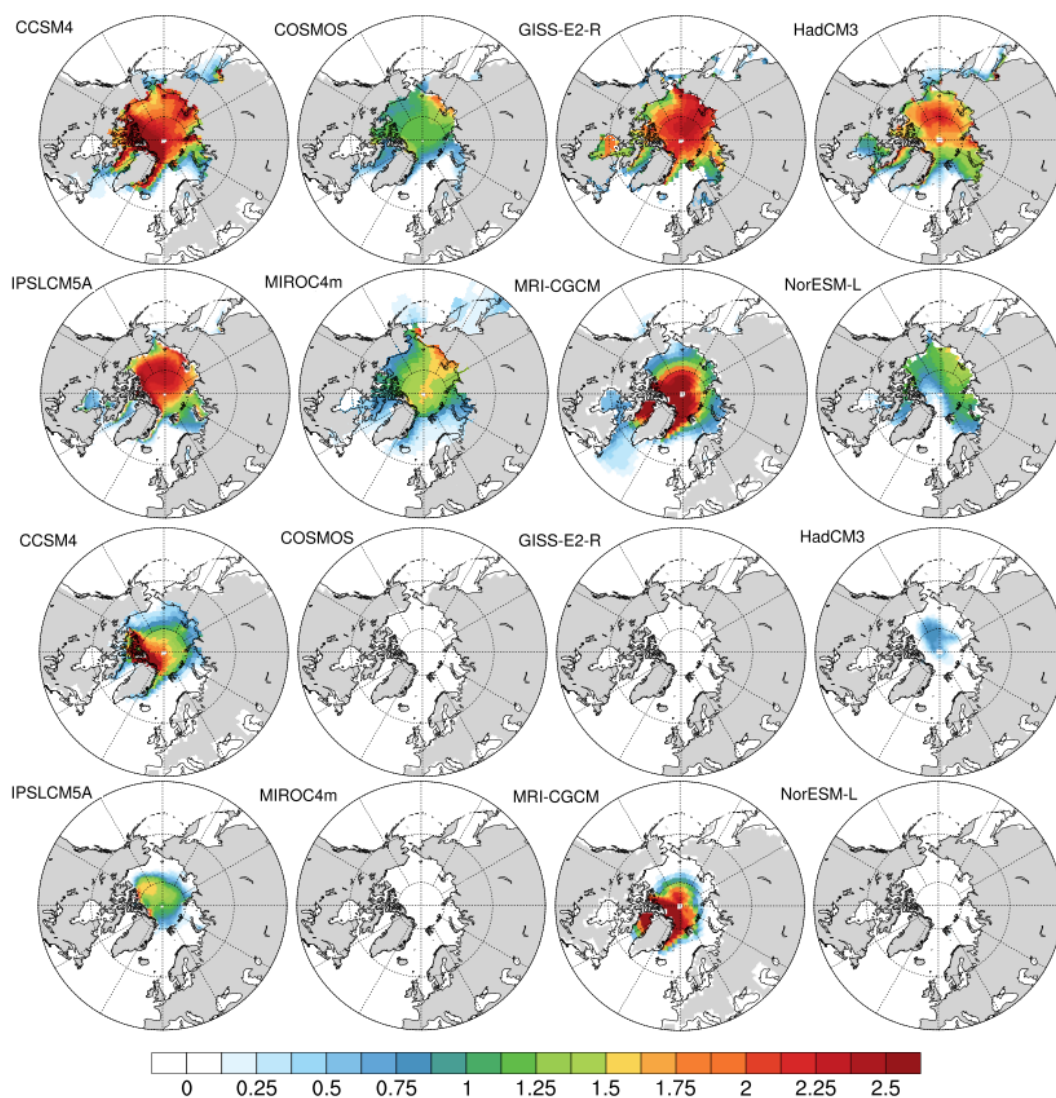 CCSM4 COSMOS GISS-E2-R HadCM3
IPSLCM5A MIROC4m MRI-CGCM NorESM-L
CCSM4 COSMOS GISS-E2-R HadCM3
IPSLCM5A MIROC4m MRI-CGCM NorESM-L
0 0.25 0.5 0.75 1 1.25 1.5 1.75 2 2.25 2.5